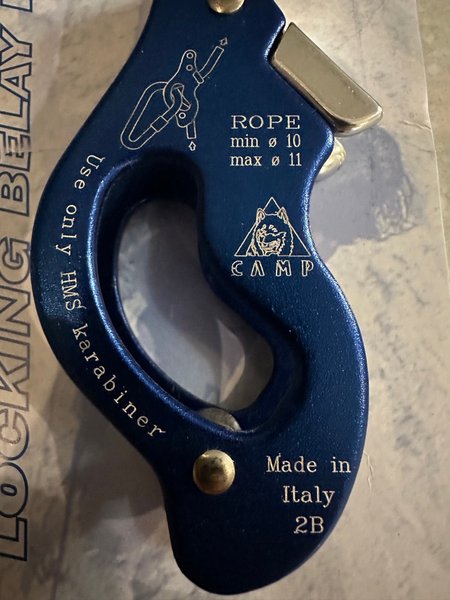 LOCKING BELAY
ROPE
min ø 10
max ø 11
CAMP
Use only HMS karabiner
Made in
Italy
2B